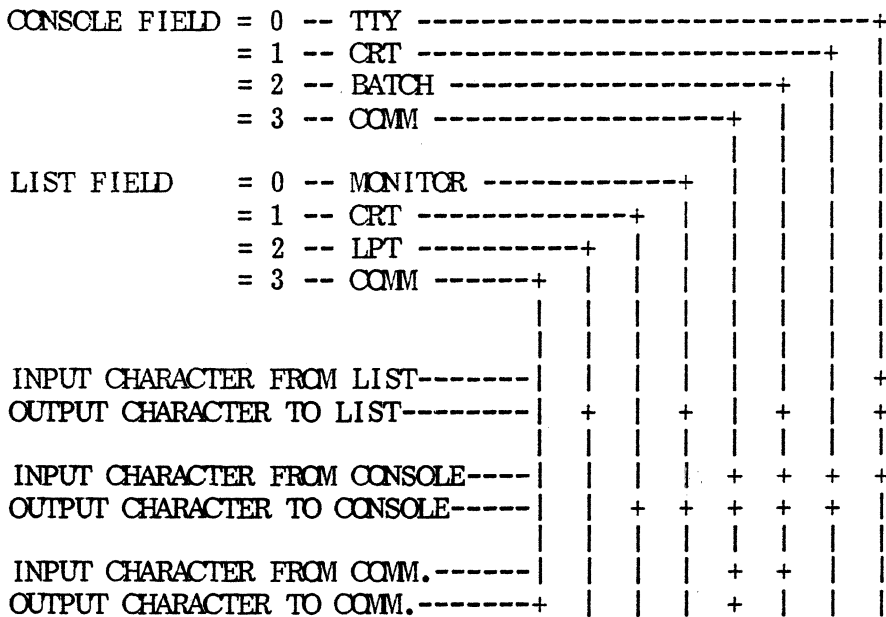 CONSOLE FIELD = 0 -- TTY ----------------------------+
= 1 -- CRT -------------------------+ |
= 2 -- BATCH --------------------+ | |
= 3 -- COMM -------------------+ | | |
| | | |
LIST FIELD = 0 -- MONITOR ------------+ | | | |
= 1 -- CRT -------------+ | | | | |
= 2 -- LPT ----------+ | | | | | |
= 3 -- COMM ------+ | | | | | | |
| | | | | | | |
| | | | | | | |
INPUT CHARACTER FROM LIST-------| | | | | | | +
OUTPUT CHARACTER TO LIST--------| + | + | + | +
| | | | | | | |
INPUT CHARACTER FROM CONSOLE----| | | | + + + +
OUTPUT CHARACTER TO CONSOLE-----| | + + + + + |
| | | | | | | |
INPUT CHARACTER FROM COMM.------| | | | + + | |
OUTPUT CHARACTER TO COMM.--------+ | | | + | | |